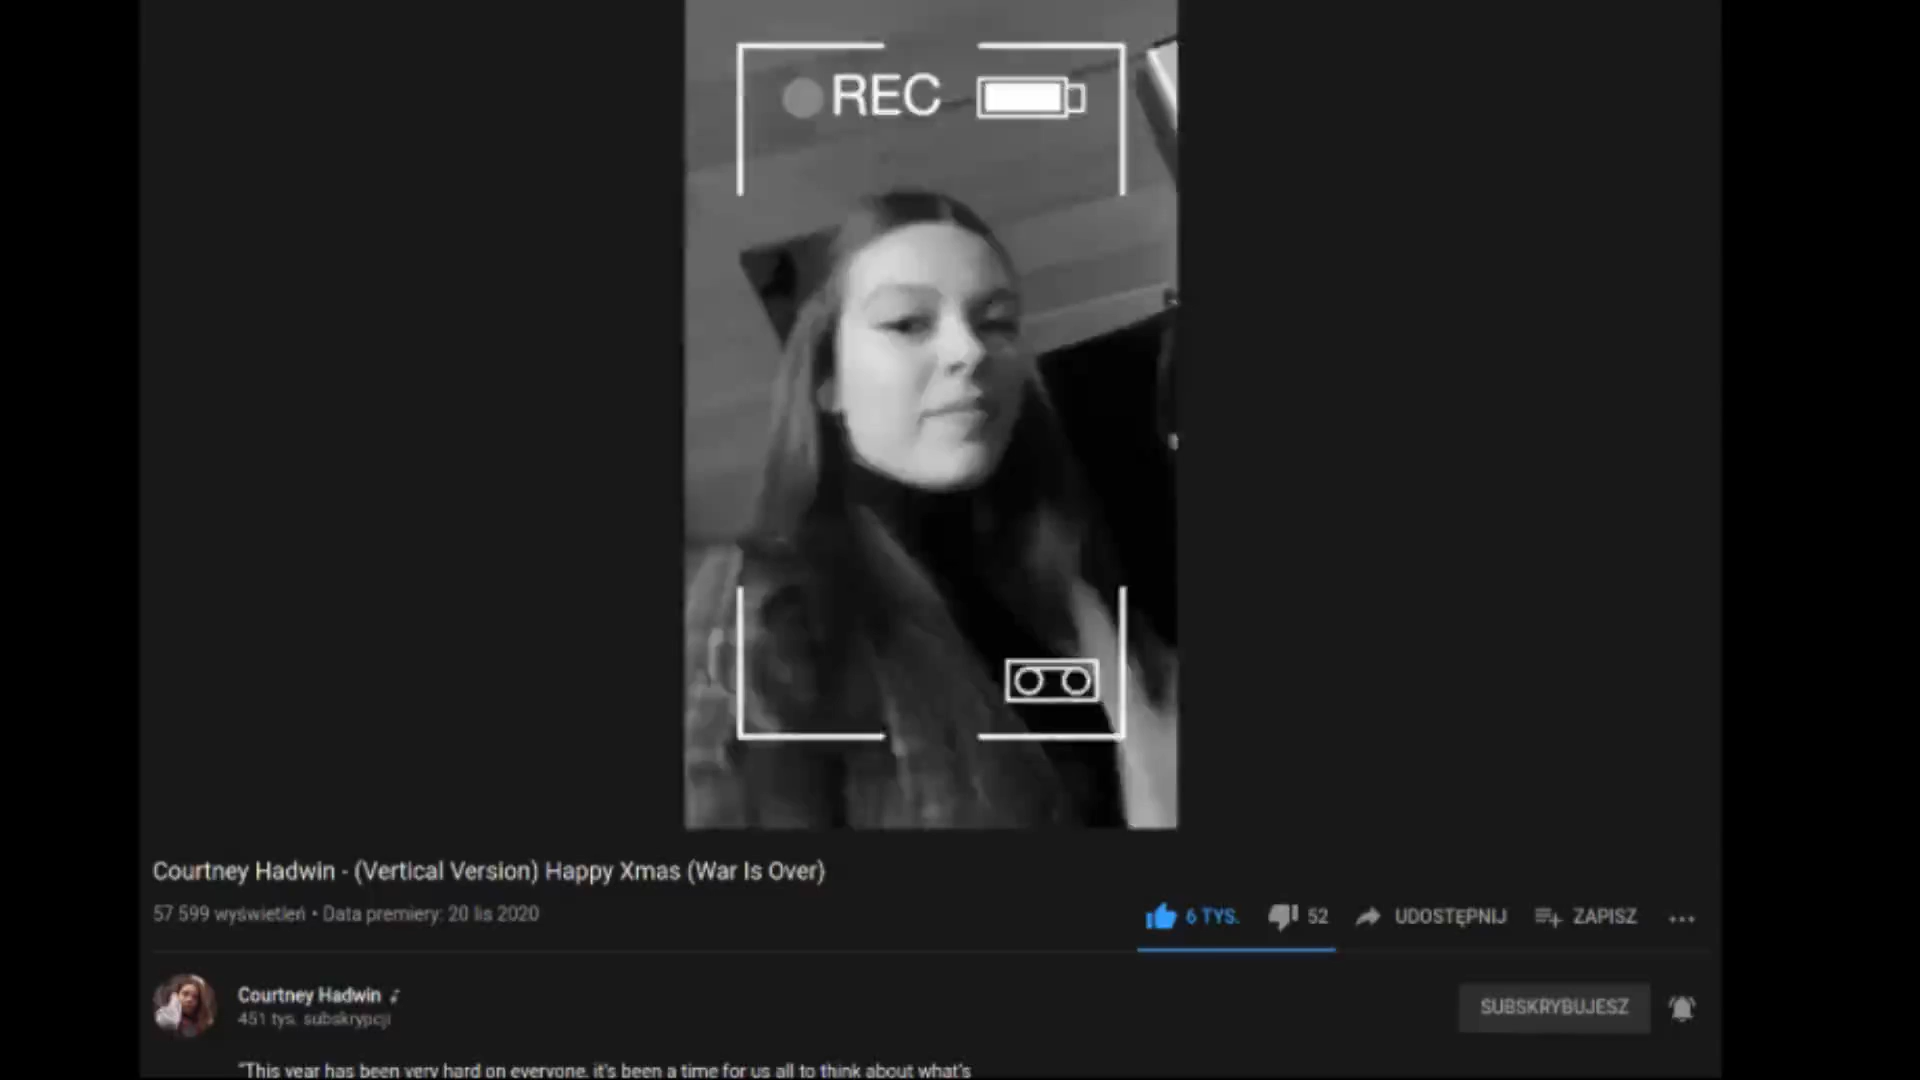 REC
Courtney Hadwin - (Vertical Version) Happy Xmas (War Is Over)
57 599 wyświetleń • Data premiery: 20 lis 2020
6 TYS. 52 UDOSTĘPNIJ ZAPISZ ...
Courtney Hadwin ♪
451 tys. subskrypcji
SUBSKRYBUJESZ
"This year has been very hard on everyone, it's been a time for us all to think about what's